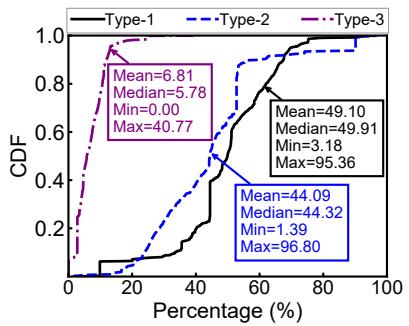 Type-1 Type-2 Type-3
1.0
0.8
0.6
0.4
0.2
CDF
Mean=6.81
Median=5.78
Min=0.00
Max=40.77
Mean=49.10
Median=49.91
Min=3.18
Max=95.36
Mean=44.09
Median=44.32
Min=1.39
Max=96.80
0 20 40 60 80 100
Percentage (%)